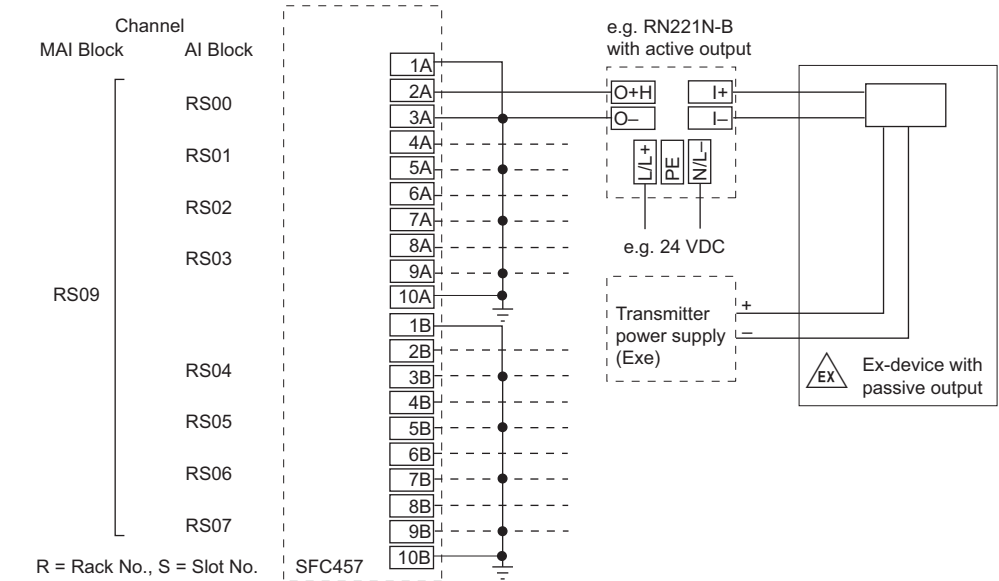 Channel
MAI Block AI Block
RS00
RS01
RS02
RS03
RS09
RS04
RS05
RS06
RS07
R = Rack No., S = Slot No.
SFC457
1A
2A
3A
4A
5A
6A
7A
8A
9A
10A
1B
2B
3B
4B
5B
6B
7B
8B
9B
10B
e.g. RN221N-B
with active output
O+H I+
O– I–
L/L+ PE N/L–
e.g. 24 VDC
Transmitter
power supply
(Exe)
+
–
EX
Ex-device with
passive output